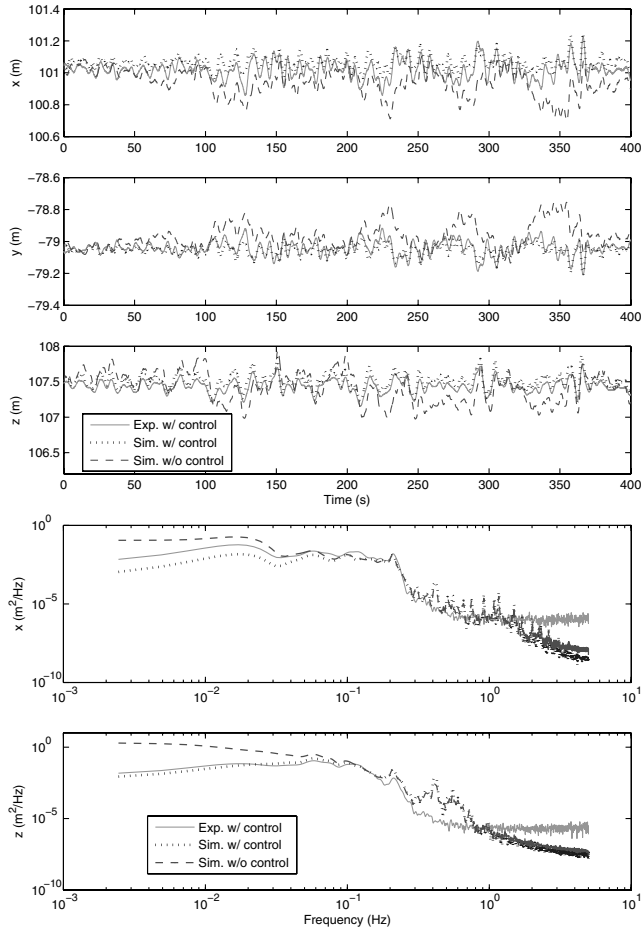 101.4
101.2
101
100.8
100.6
x (m)
0 50 100 150 200 250 300 350 400
−78.6
−78.8
−79
−79.2
−79.4
y (m)
0 50 100 150 200 250 300 350 400
108
107.5
107
106.5
z (m)
Exp. w/ control
Sim. w/ control
Sim. w/o control
0 50 100 150 200 250 300 350 400
Time (s)
10^0
10^−5
10^−10
x (m²/Hz)
10^−3 10^−2 10^−1 10^0 10^1
10^0
10^−5
10^−10
z (m²/Hz)
Exp. w/ control
Sim. w/ control
Sim. w/o control
10^−3 10^−2 10^−1 10^0 10^1
Frequency (Hz)